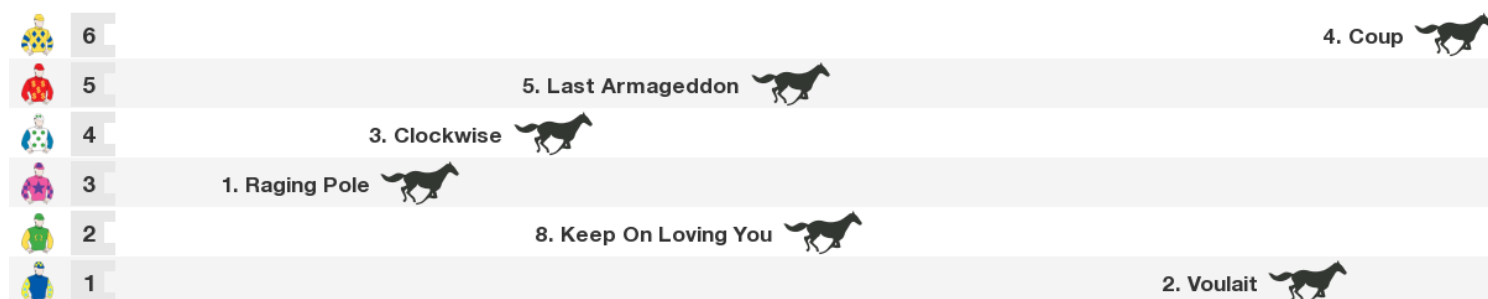 6 4. Coup
5 5. Last Armageddon
4 3. Clockwise
3 1. Raging Pole
2 8. Keep On Loving You
1 2. Voulait